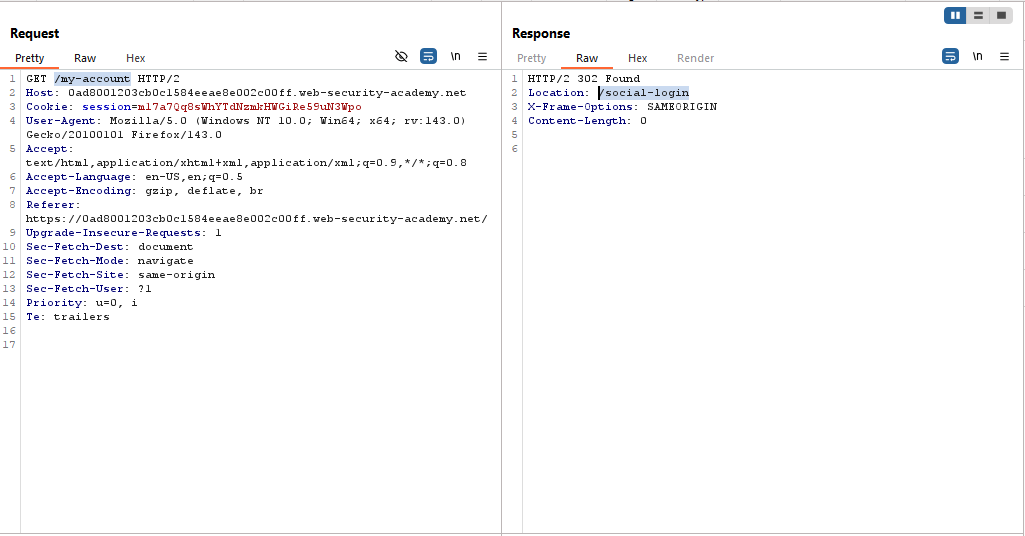 Request
Pretty Raw Hex \n
1 GET /my-account HTTP/2
2 Host: 0ad8001203cb0c1584eeae8e002c00ff.web-security-academy.net
3 Cookie: session=m17a7Qq8sWhYTdNzmkHWGiRe59uN3Wpo
4 User-Agent: Mozilla/5.0 (Windows NT 10.0; Win64; x64; rv:143.0)
Gecko/20100101 Firefox/143.0
5 Accept:
text/html,application/xhtml+xml,application/xml;q=0.9,*/*;q=0.8
6 Accept-Language: en-US,en;q=0.5
7 Accept-Encoding: gzip, deflate, br
8 Referer:
https://0ad8001203cb0c1584eeae8e002c00ff.web-security-academy.net/
9 Upgrade-Insecure-Requests: 1
10 Sec-Fetch-Dest: document
11 Sec-Fetch-Mode: navigate
12 Sec-Fetch-Site: same-origin
13 Sec-Fetch-User: ?1
14 Priority: u=0, i
15 Te: trailers
16
17
Response
Pretty Raw Hex Render \n
1 HTTP/2 302 Found
2 Location: /social-login
3 X-Frame-Options: SAMEORIGIN
4 Content-Length: 0
5
6